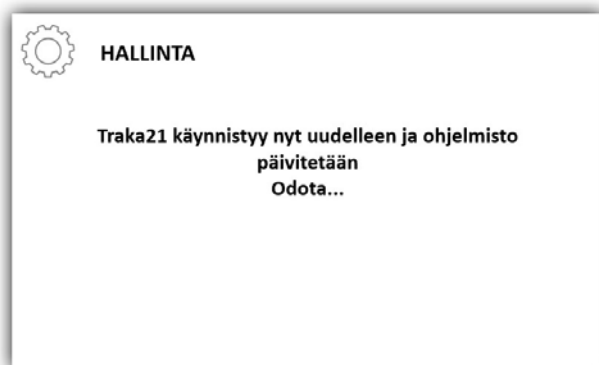 HALLINTA
Traka21 käynnistyy nyt uudelleen ja ohjelmisto
päivitetään
Odota...